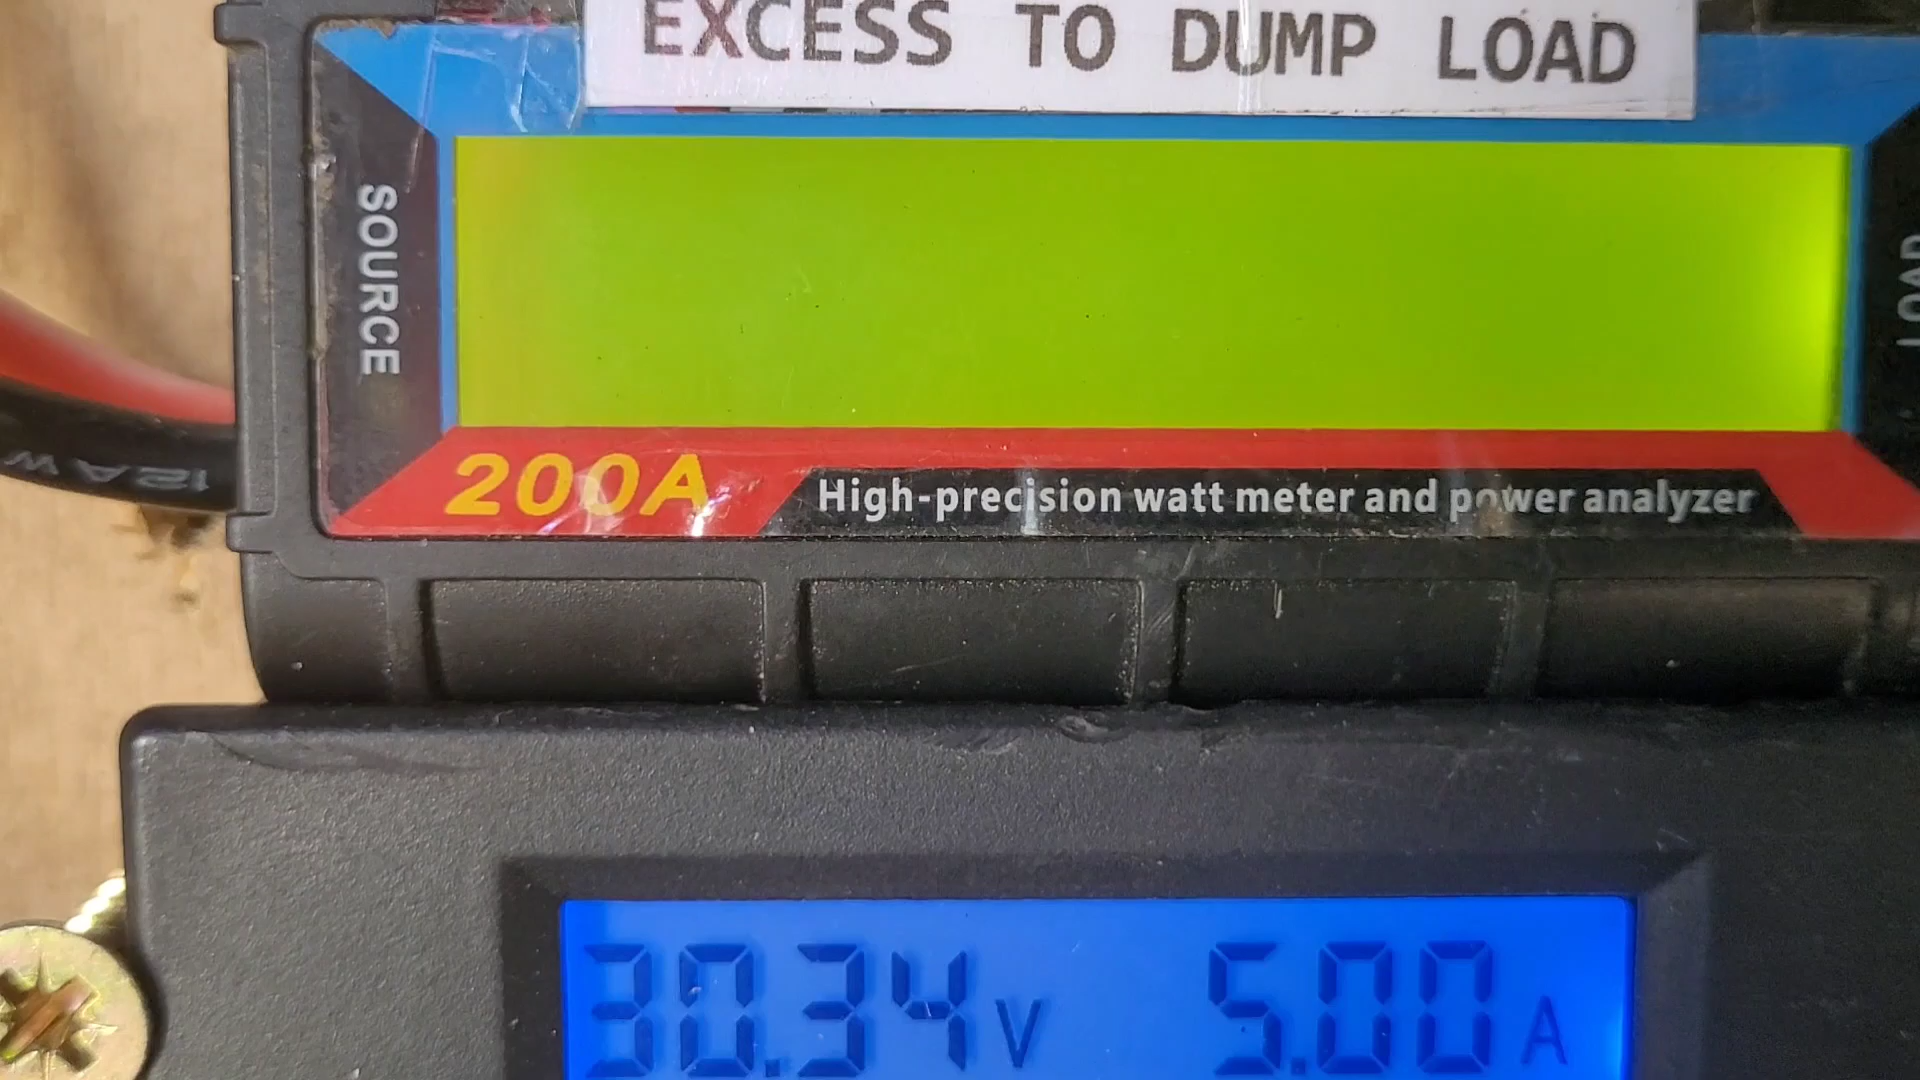 EXCESS TO DUMP LOAD
SOURCE
LOAD
200A
High-precision watt meter and power analyzer
12AW
30.34V 5.00A